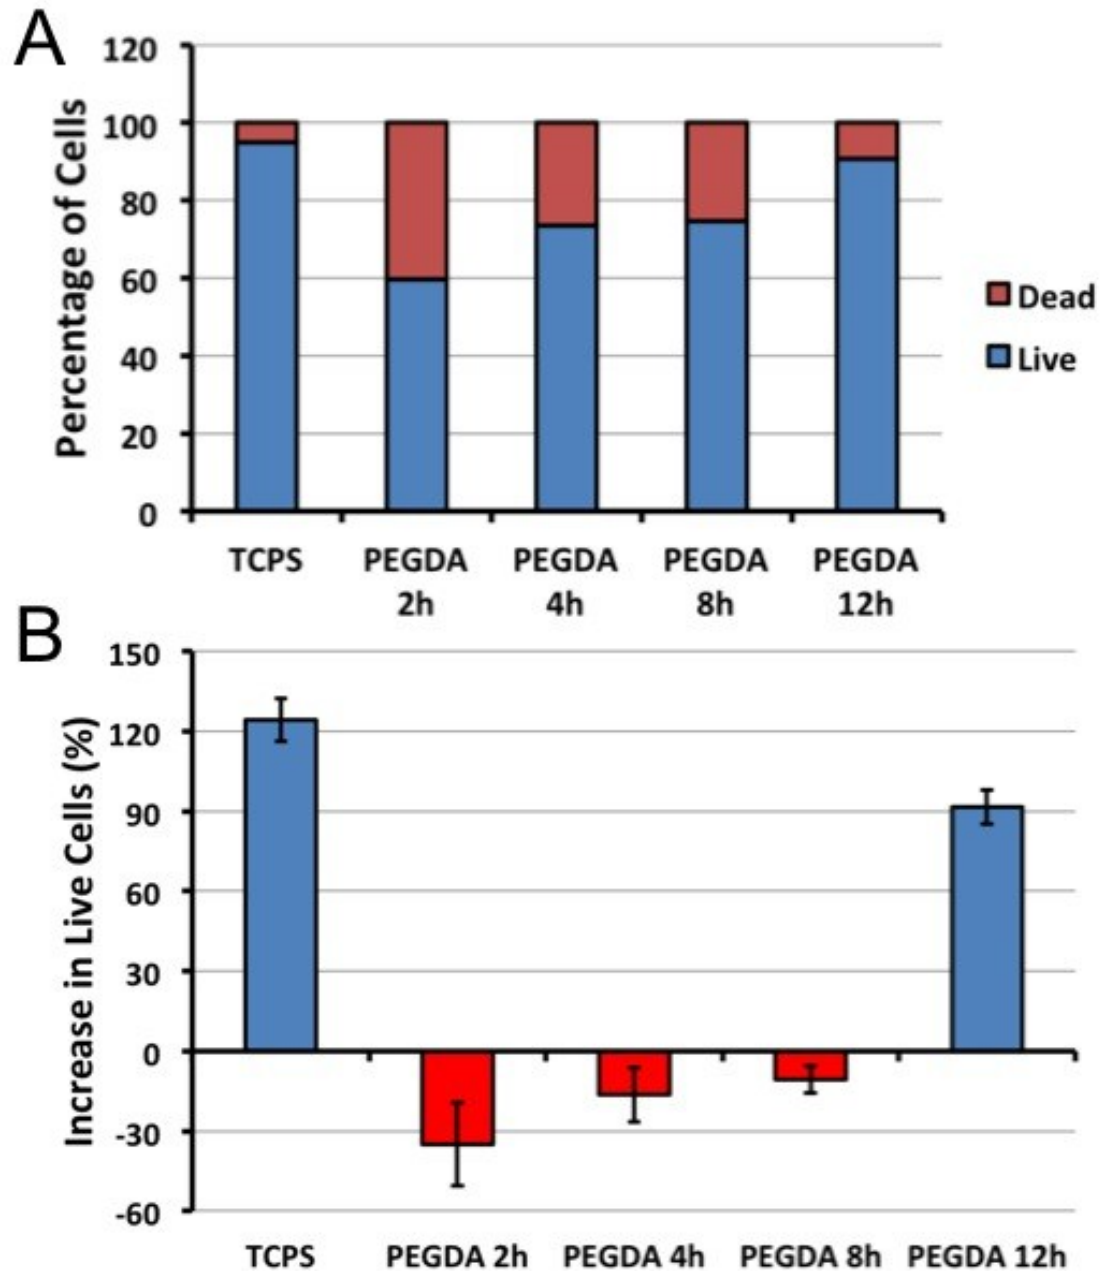 A
Percentage of Cells
120
100
80
60
40
20
0
TCPS
PEGDA 2h
PEGDA 4h
PEGDA 8h
PEGDA 12h
Dead
Live
B
Increase in Live Cells (%)
150
120
90
60
30
0
-30
-60
TCPS
PEGDA 2h
PEGDA 4h
PEGDA 8h
PEGDA 12h